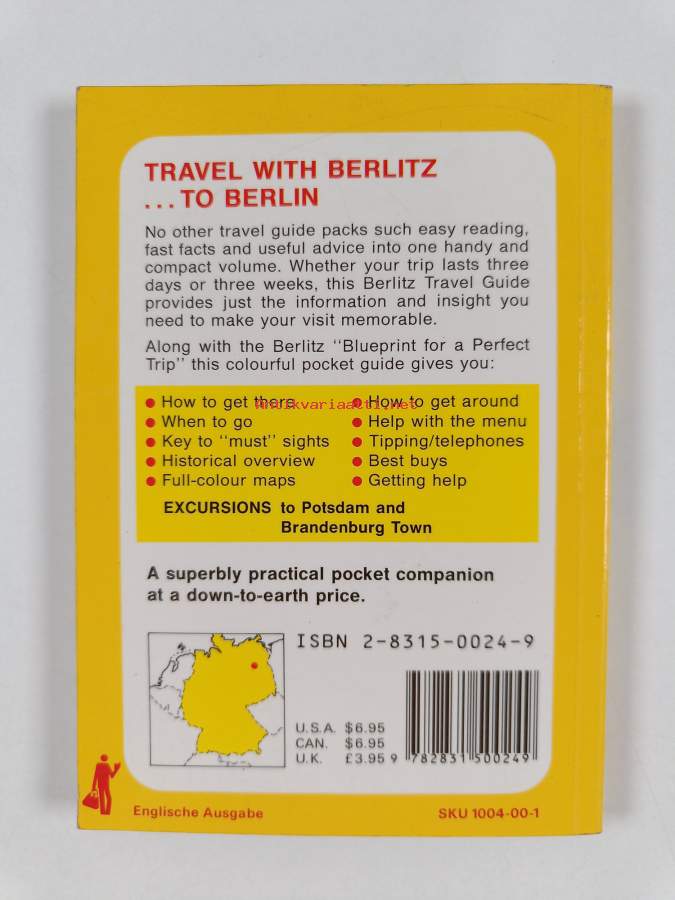 TRAVEL WITH BERLITZ
...TO BERLIN
No other travel guide packs such easy reading,
fast facts and useful advice into one handy and
compact volume. Whether your trip lasts three
days or three weeks, this Berlitz Travel Guide
provides just the information and insight you
need to make your visit memorable.
Along with the Berlitz "Blueprint for a Perfect
Trip" this colourful pocket guide gives you:
● How to get there
● When to go
● Key to "must" sights
● Historical overview
● Full-colour maps
● How to get around
● Help with the menu
● Tipping/telephones
● Best buys
● Getting help
Antikvariaatti.net
EXCURSIONS to Potsdam and
Brandenburg Town
A superbly practical pocket companion
at a down-to-earth price.
ISBN 2-8315-0024-9
U.S.A. $6.95
CAN. $6.95
U.K. £3.95
9 782831 500249
Englische Ausgabe
SKU 1004-00-1